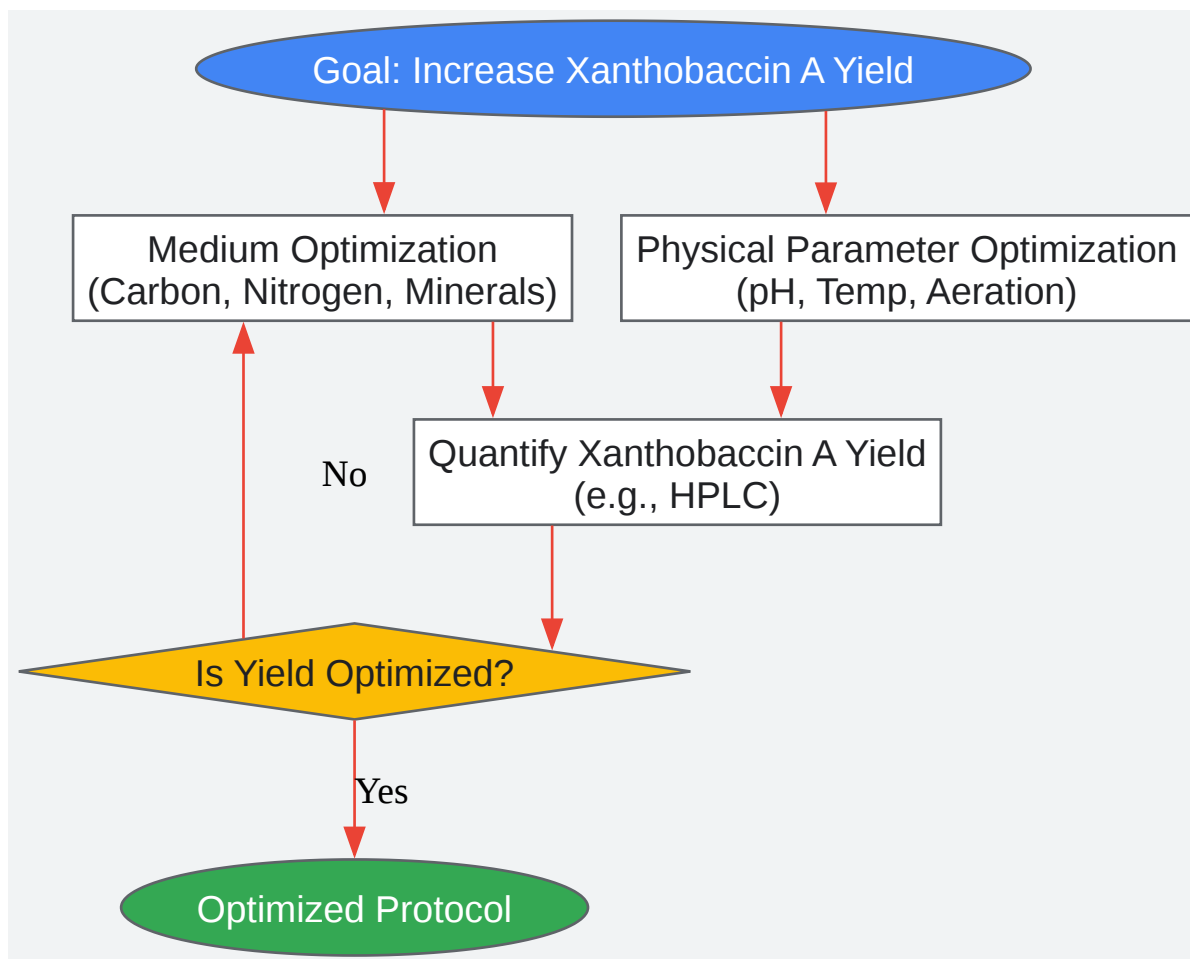 Goal: Increase Xanthobaccin A Yield
Medium Optimization
(Carbon, Nitrogen, Minerals)
Physical Parameter Optimization
(pH, Temp, Aeration)
Quantify Xanthobaccin A Yield
(e.g., HPLC)
No
Is Yield Optimized?
Yes
Optimized Protocol